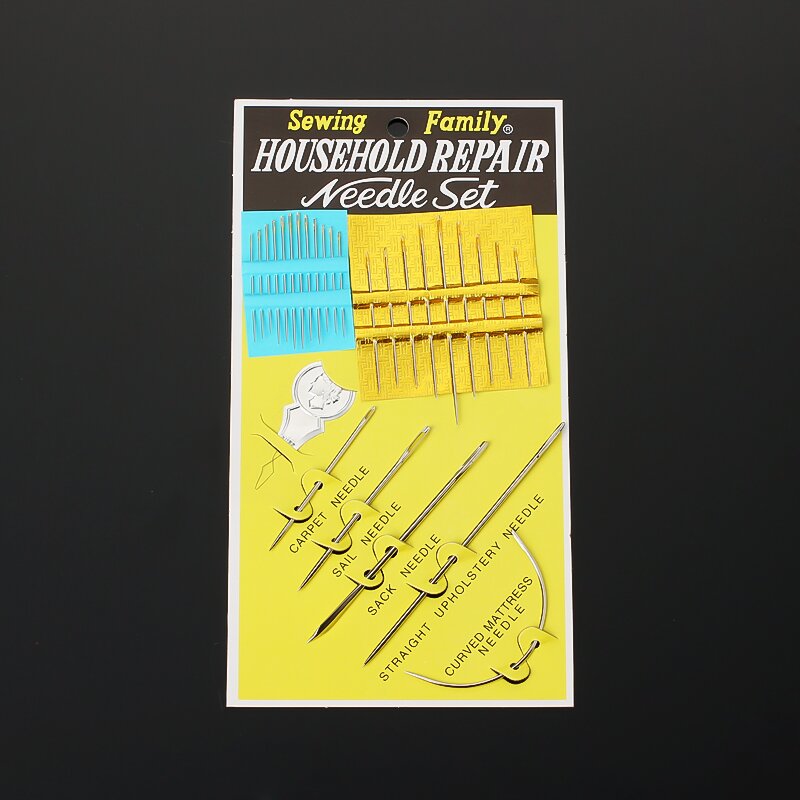 Sewing Family®
HOUSEHOLD REPAIR
Needle Set
CARPET NEEDLE
SAIL NEEDLE
SACK NEEDLE
STRAIGHT UPHOLSTERY NEEDLE
CURVED MATTRESS
NEEDLE